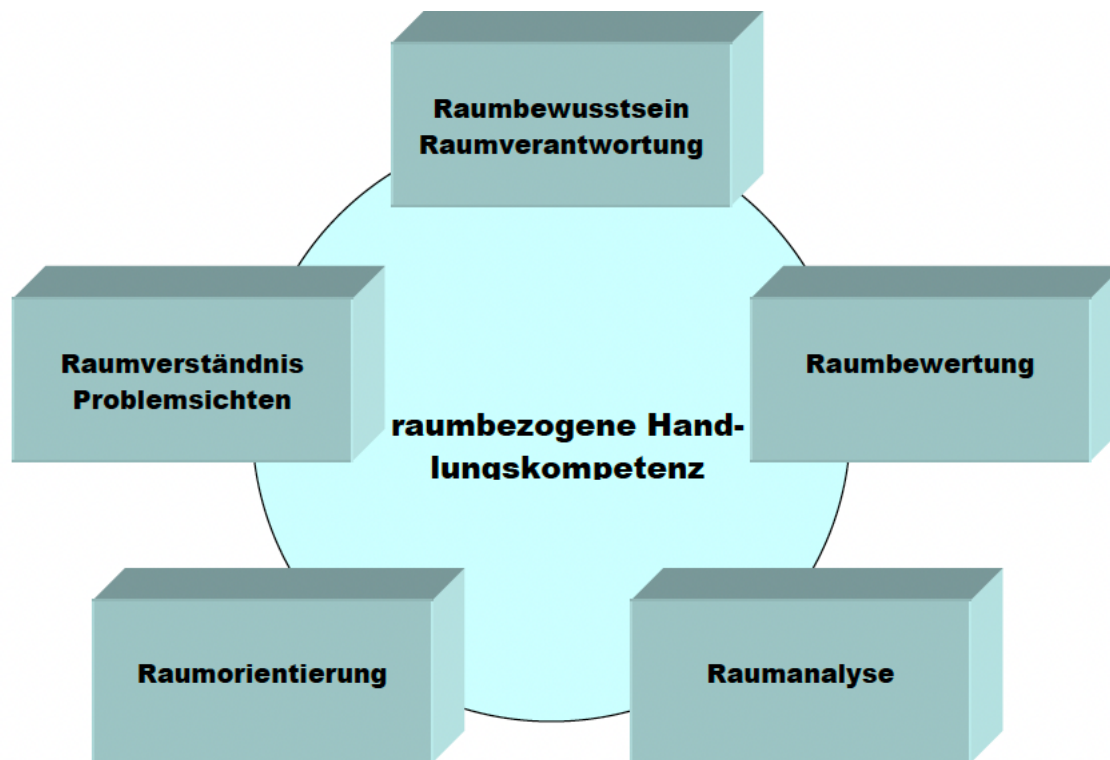 Raumbewusstsein
Raumverantwortung
Raumverständnis
Problemsichten
Raumbewertung
raumbezogene Hand-
lungskompetenz
Raumorientierung
Raumanalyse